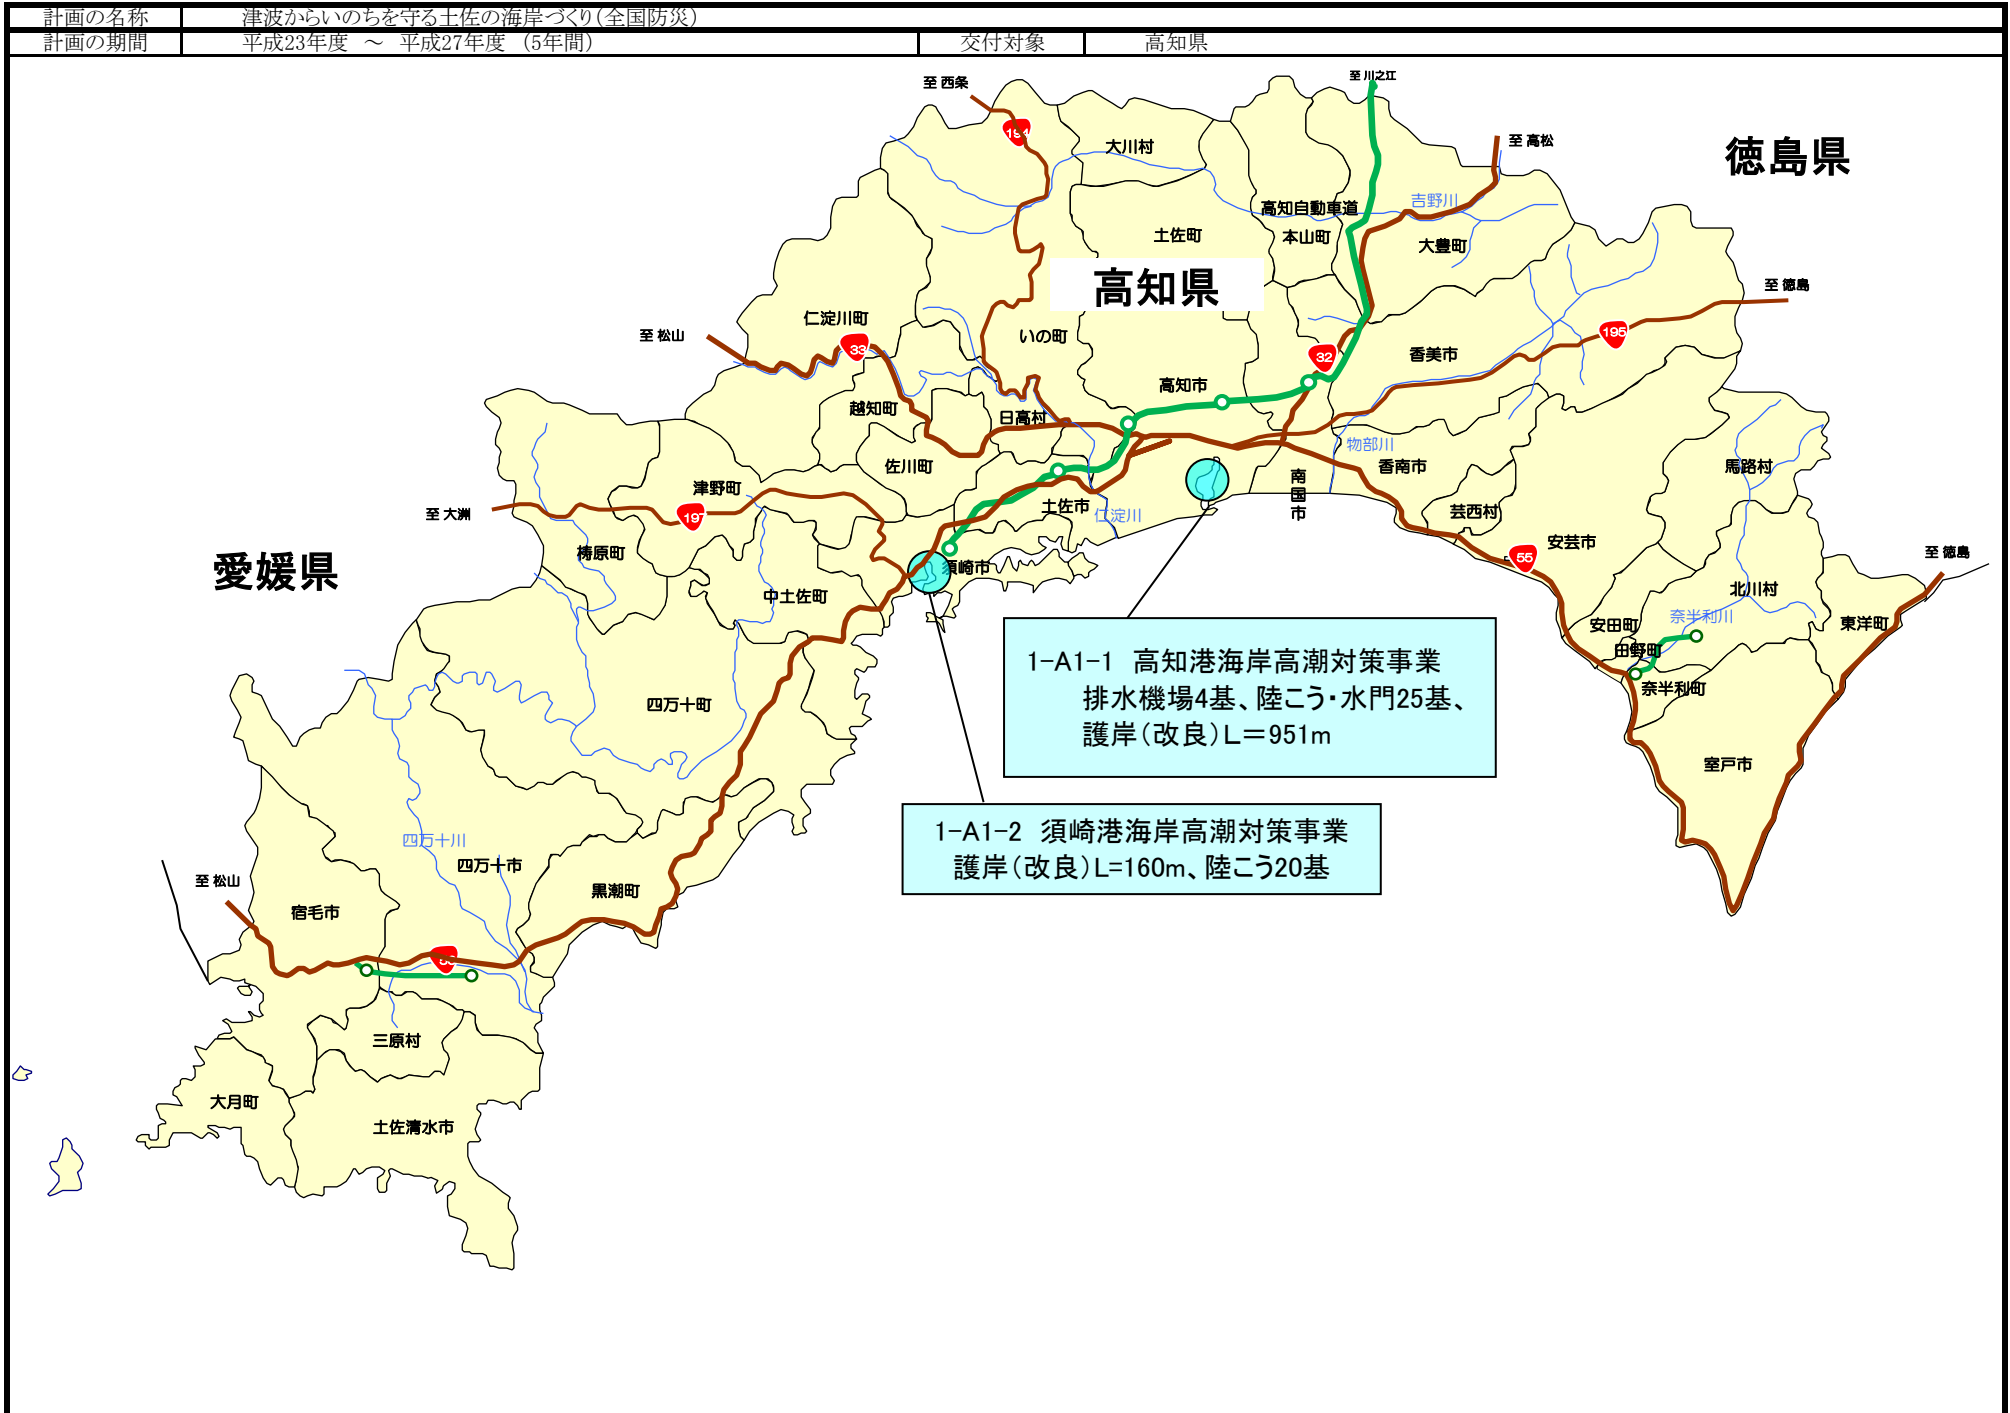 計画の名称 津波からいのちを守る土佐の海岸づくり(全国防災)
計画の期間 平成23年度 ～ 平成27年度 (5年間) 交付対象 高知県
至 川之江
至 西条
194
至 高松
大川村
徳島県
吉野川
高知自動車道
土佐町
本山町
大豊町
高知県
至 徳島
仁淀川町
いの町
至 松山
33
32
195
香美市
高知市
越知町
日高村
物部川
佐川町
香南市
馬路村
南国市
津野町
土佐市
仁淀川
芸西村
至 大洲
197
安芸市
55
至 徳島
梼原町
愛媛県
須崎市
中土佐町
北川村
奈半利川
安田町
東洋町
田野町
奈半利町
1-A1-1 高知港海岸高潮対策事業
排水機場4基、陸こう・水門25基、
護岸(改良)L＝951m
四万十町
室戸市
1-A1-2 須崎港海岸高潮対策事業
護岸(改良)L=160m、陸こう20基
四万十川
四万十市
至 松山
黒潮町
宿毛市
三原村
大月町
土佐清水市